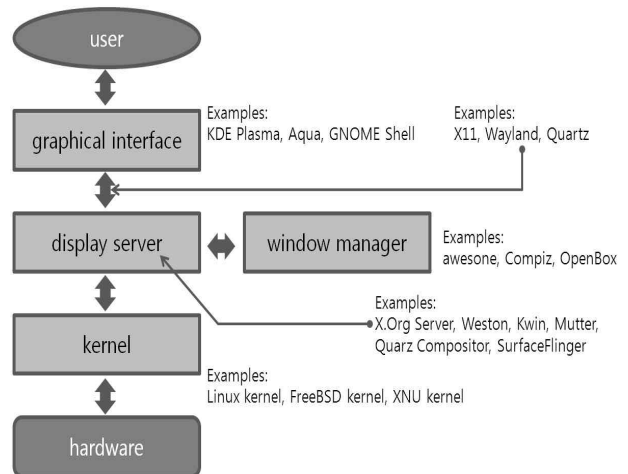 user
Examples:
KDE Plasma, Aqua, GNOME Shell
Examples:
X11, Wayland, Quartz
graphical interface
display server
window manager
Examples:
awesone, Compiz, OpenBox
Examples:
X.Org Server, Weston, Kwin, Mutter,
Quarz Compositor, SurfaceFlinger
kernel
Examples:
Linux kernel, FreeBSD kernel, XNU kernel
hardware